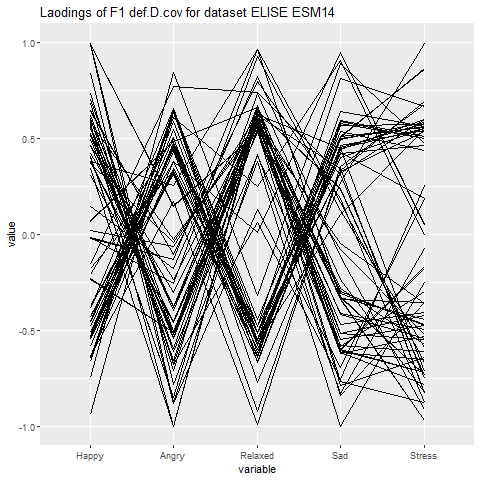 Laodings of F1 def.D.cov for dataset ELISE ESM14
1.0
0.5
0.0
-0.5
-1.0
value
Happy Angry Relaxed Sad Stress
variable